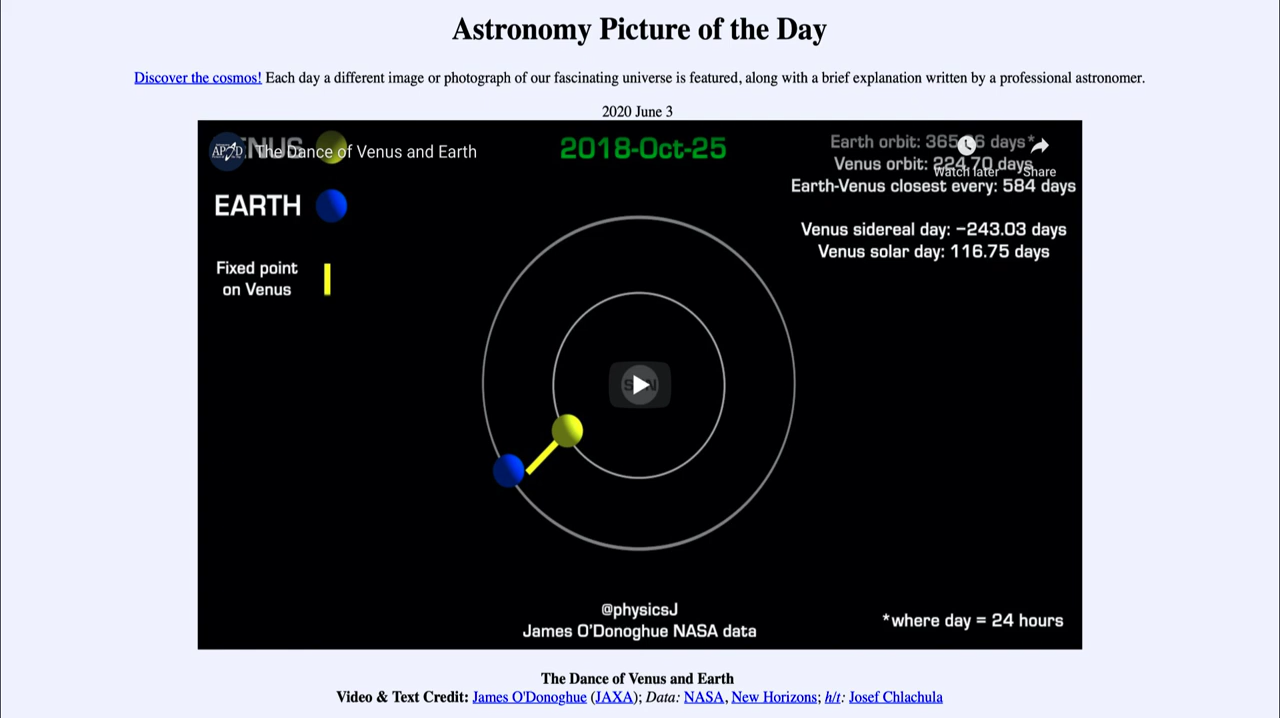 Astronomy Picture of the Day
Discover the cosmos! Each day a different image or photograph of our fascinating universe is featured, along with a brief explanation written by a professional astronomer.
2020 June 3
The Dance of Venus and Earth
2018-Oct-25
Earth orbit: days*
Watch later
Share
Venus orbit: 224.70 days
Earth-Venus closest every: 584 days
EARTH
Venus sidereal day: −243.03 days
Venus solar day: 116.75 days
Fixed point
on Venus
@physicsJ
James O'Donoghue NASA data
*where day = 24 hours
The Dance of Venus and Earth
Video & Text Credit: James O'Donoghue (JAXA); Data: NASA, New Horizons; h/t: Josef Chlachula